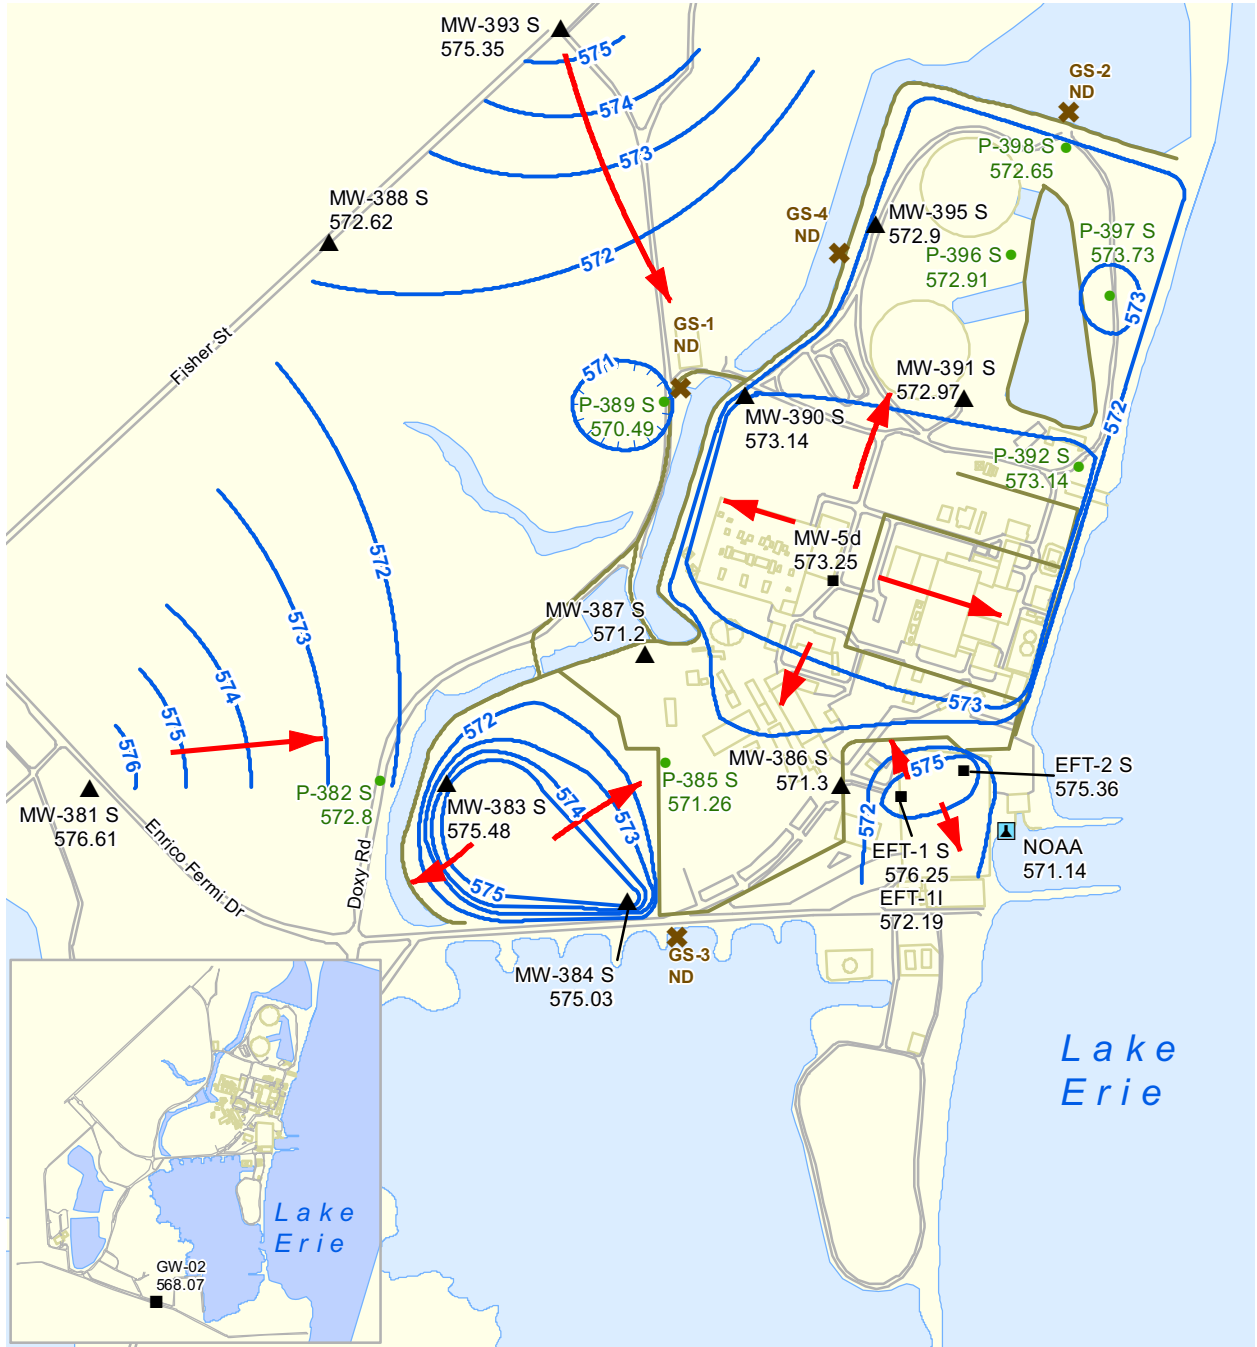 MW-393 S
575.35
575
574
573
572
GS-2
ND
P-398 S
572.65
MW-388 S
572.62
GS-4
ND
MW-395 S
572.9
P-397 S
573.73
P-396 S
572.91
573
Fisher St
GS-1
ND
571
P-389 S
570.49
MW-391 S
572.97
MW-390 S
573.14
572
P-392 S
573.14
MW-5d
573.25
572
573
574
575
576
MW-387 S
571.2
573
572
MW-386 S
571.3
575
EFT-2 S
575.36
P-382 S
572.8
P-385 S
571.26
MW-381 S
576.61
MW-383 S
575.48
574
573
572
Enrico Fermi Dr
Doxy Rd
575
EFT-1 S
576.25
EFT-1I
572.19
NOAA
571.14
MW-384 S
575.03
GS-3
ND
Lake
Erie
Lake
Erie
GW-02
568.07